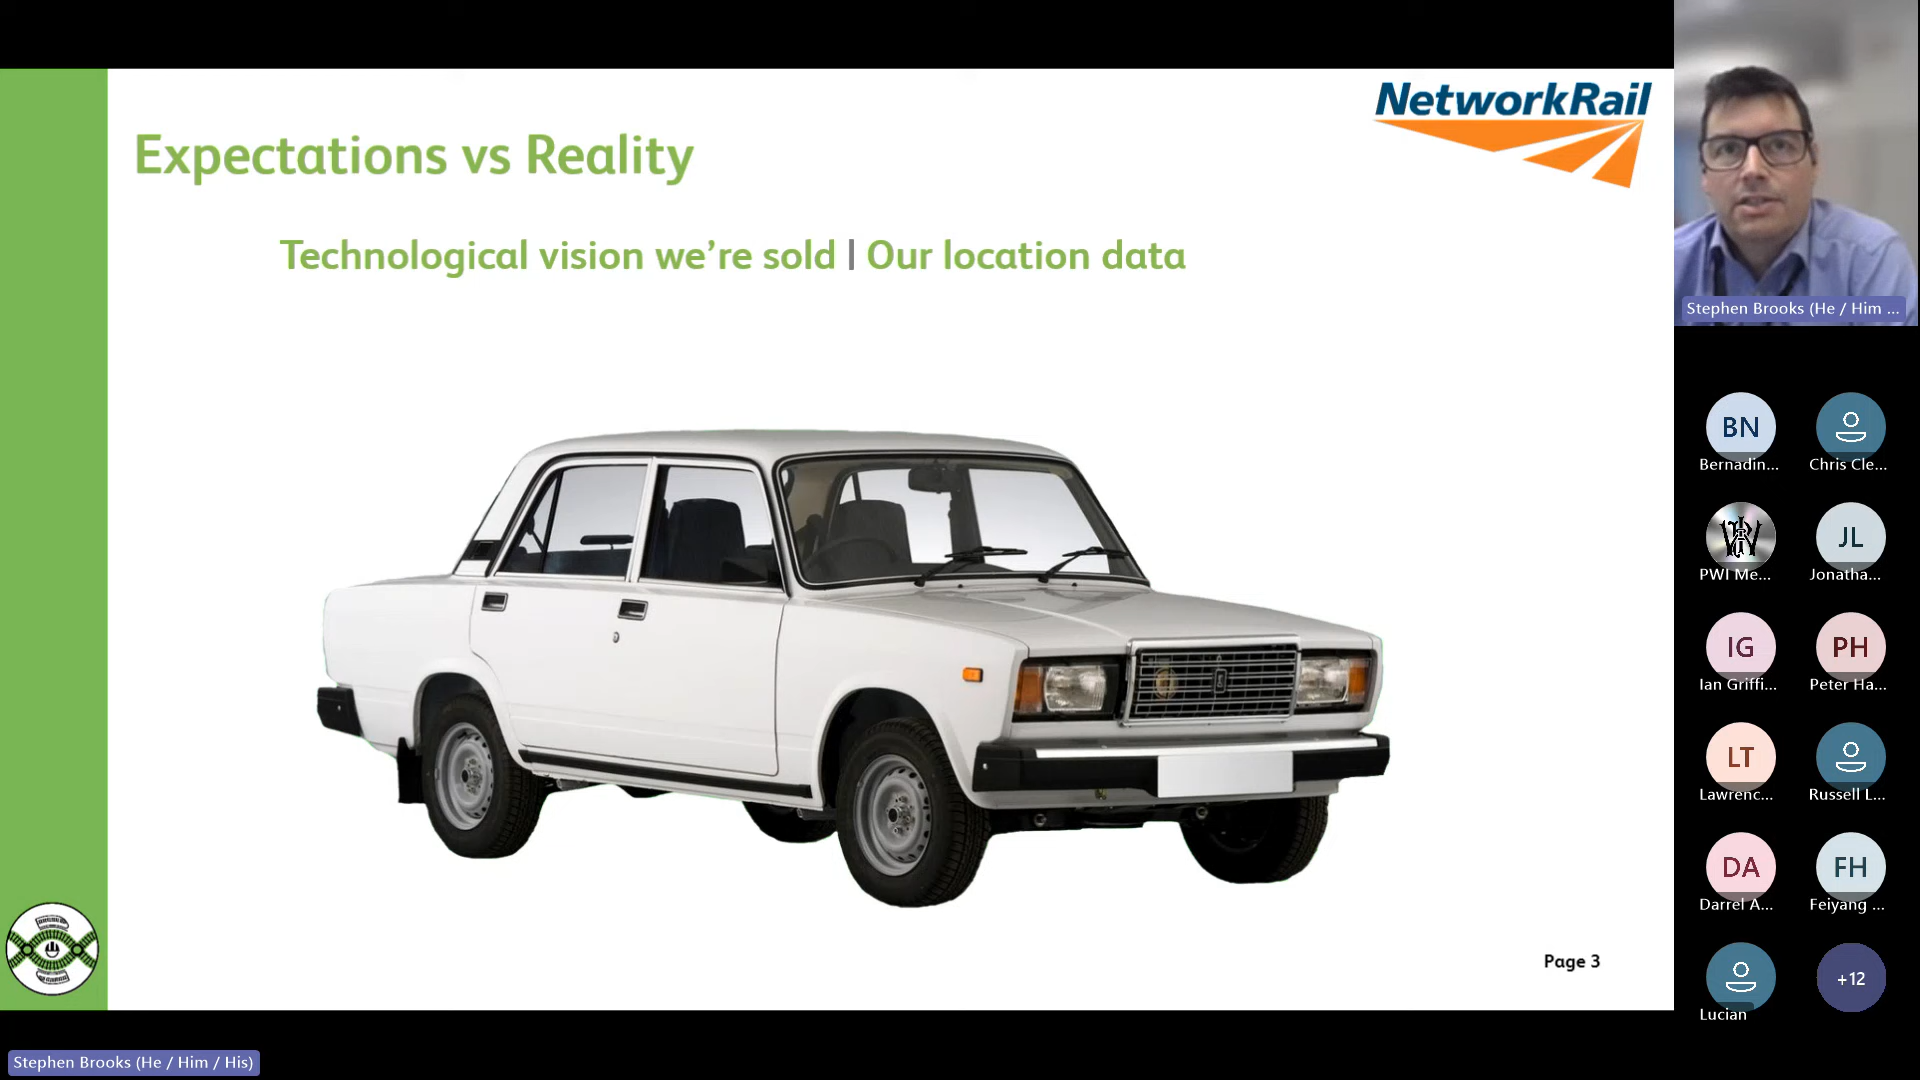 NetworkRail
Expectations vs Reality
Technological vision we're sold | Our location data
Page 3
Stephen Brooks (He / Him / His)
Stephen Brooks (He / Him ...
BN
Bernadin...
Chris Cle...
PWI Me...
JL
Jonatha...
IG
Ian Griffi...
PH
Peter Ha...
LT
Lawrenc...
Russell L...
DA
Darrel A...
FH
Feiyang ...
Lucian
+12